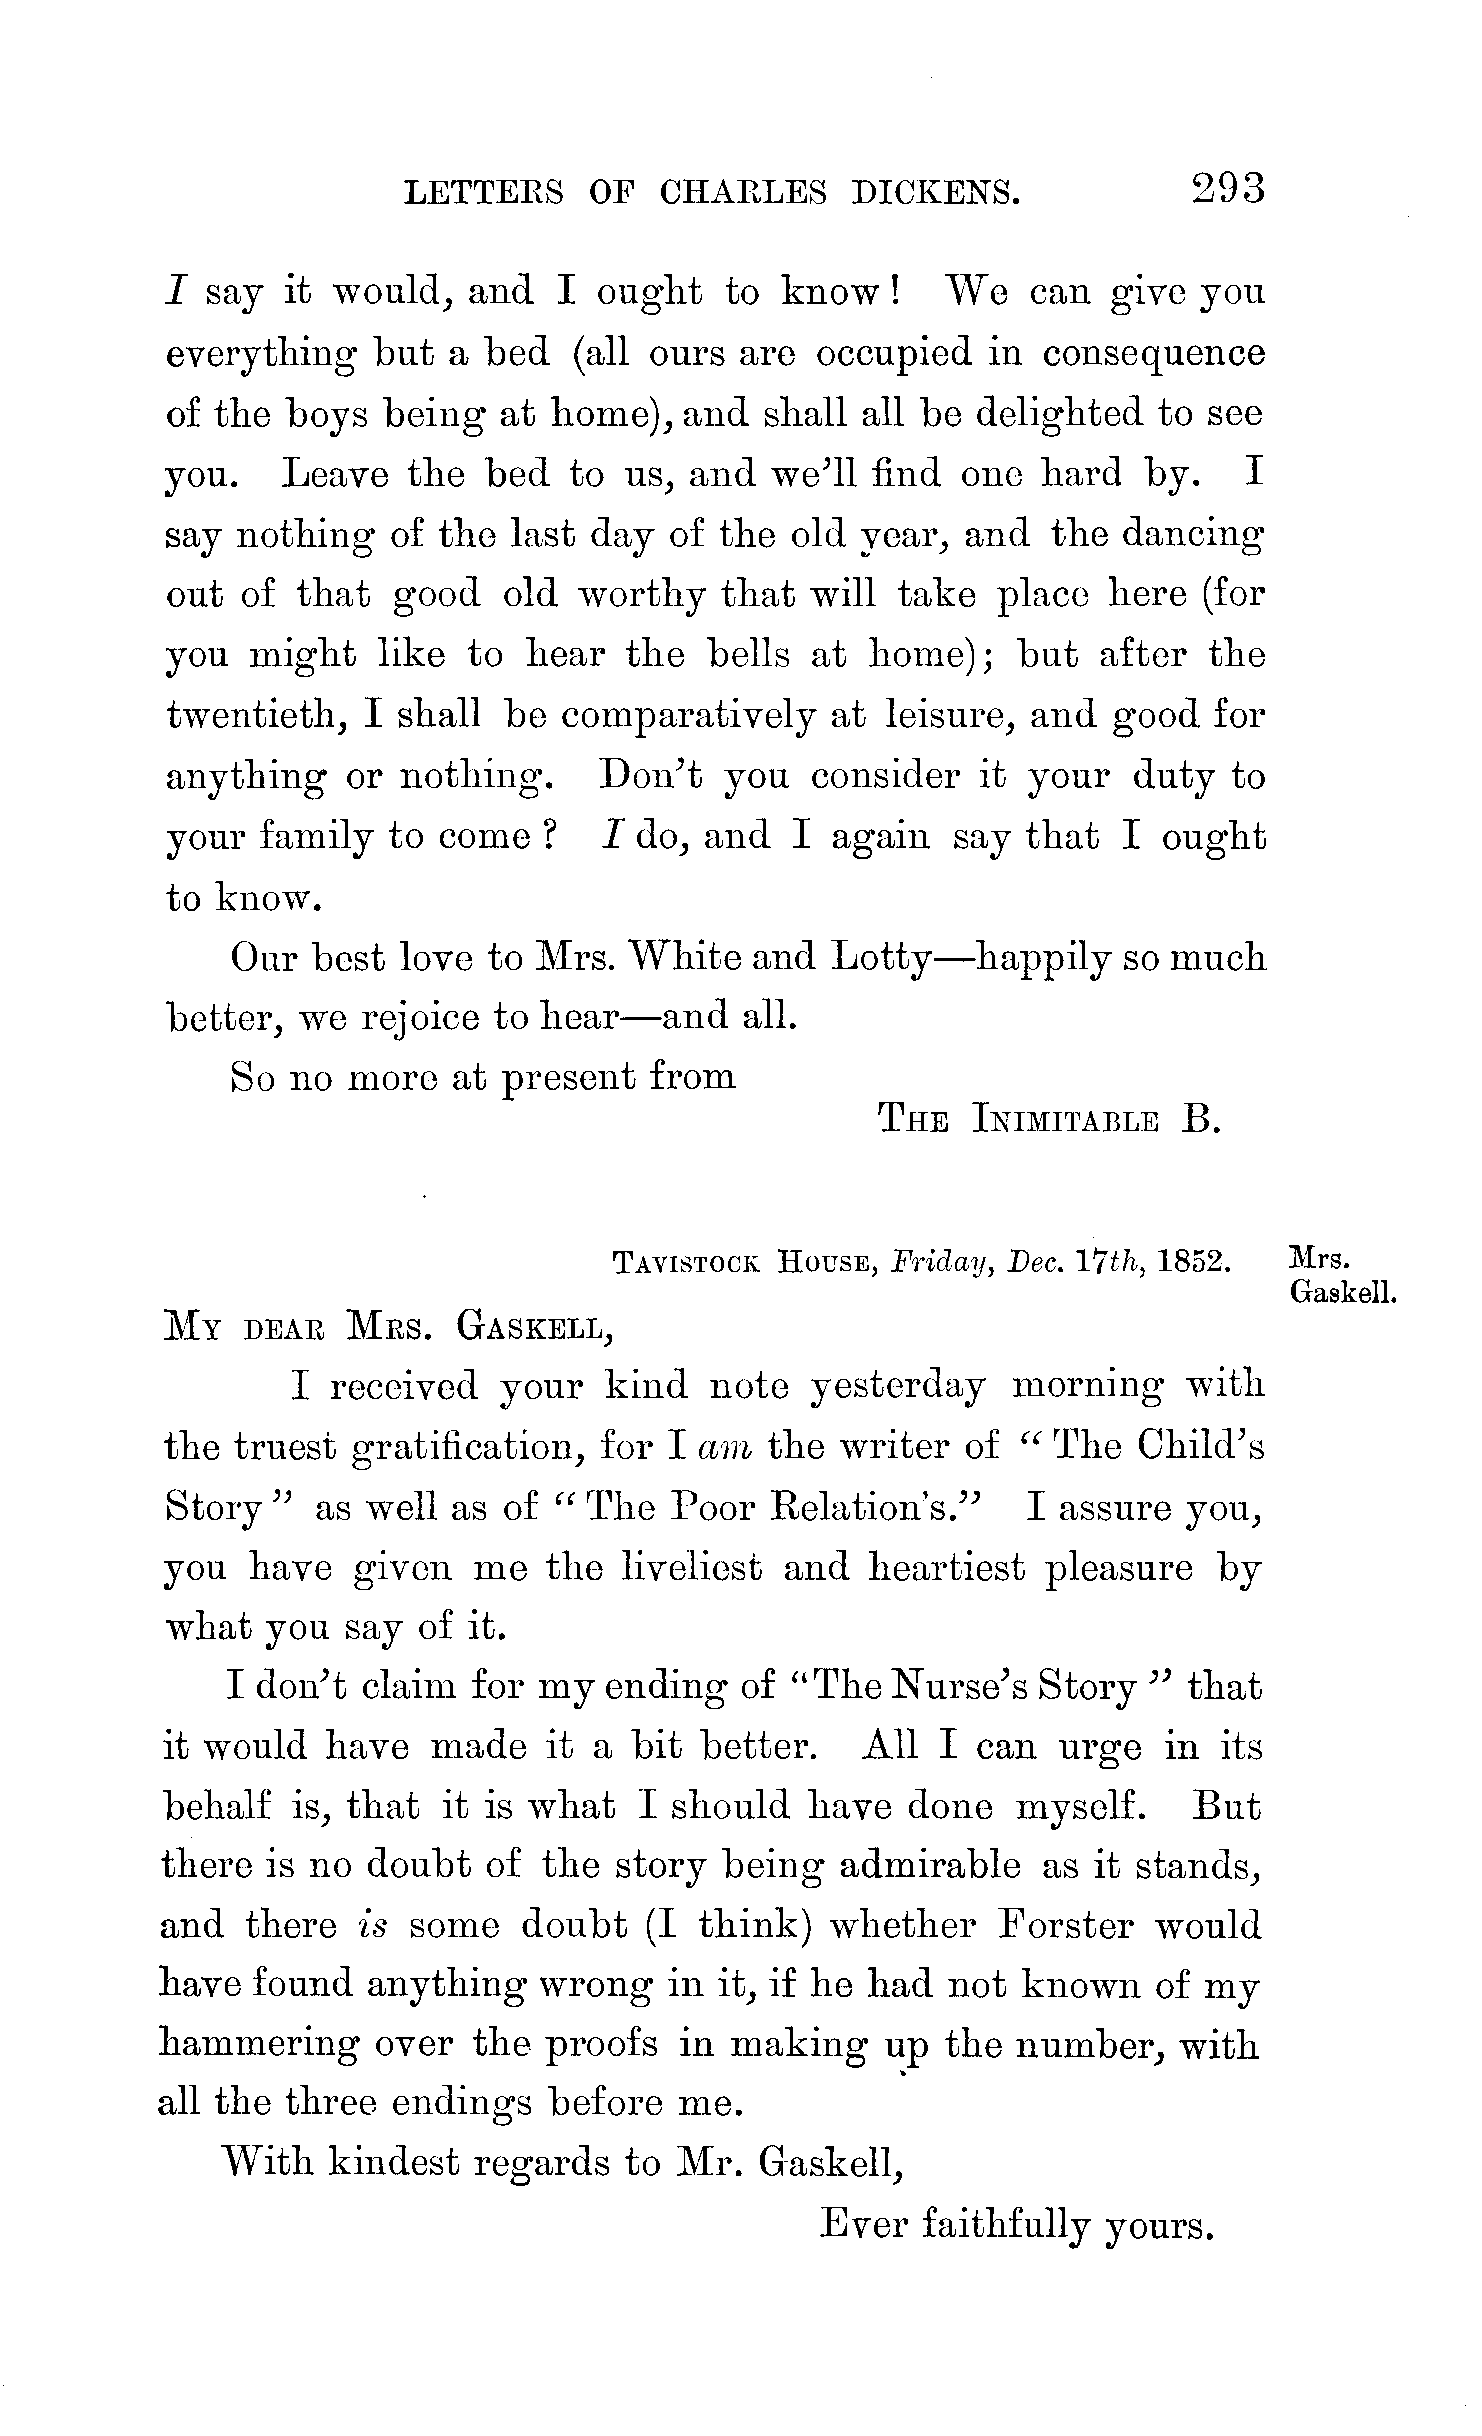 LETTERS OF CHARLES DICKENS. 293
I say it would, and I ought to know! We can give you
everything but a bed (all ours are occupied in consequence
of the boys being at home), and shall all be delighted to see
you. Leave the bed to us, and we'll find one hard by. I
say nothing of the last day of the old year, and the dancing
out of that good old worthy that will take place here (for
you might like to hear the bells at home); but after the
twentieth, I shall be comparatively at leisure, and good for
anything or nothing. Don't you consider it your duty to
your family to come? I do, and I again say that I ought
to know.
Our best love to Mrs. White and Lotty—happily so much
better, we rejoice to hear—and all.
So no more at present from
THE INIMITABLE B.
TAVISTOCK HOUSE, Friday, Dec. 17th, 1852.
Mrs.
Gaskell.
MY DEAR MRS. GASKELL,
I received your kind note yesterday morning with
the truest gratification, for I am the writer of "The Child's
Story" as well as of "The Poor Relation's." I assure you,
you have given me the liveliest and heartiest pleasure by
what you say of it.
I don't claim for my ending of "The Nurse's Story" that
it would have made it a bit better. All I can urge in its
behalf is, that it is what I should have done myself. But
there is no doubt of the story being admirable as it stands,
and there is some doubt (I think) whether Forster would
have found anything wrong in it, if he had not known of my
hammering over the proofs in making up the number, with
all the three endings before me.
With kindest regards to Mr. Gaskell,
Ever faithfully yours.